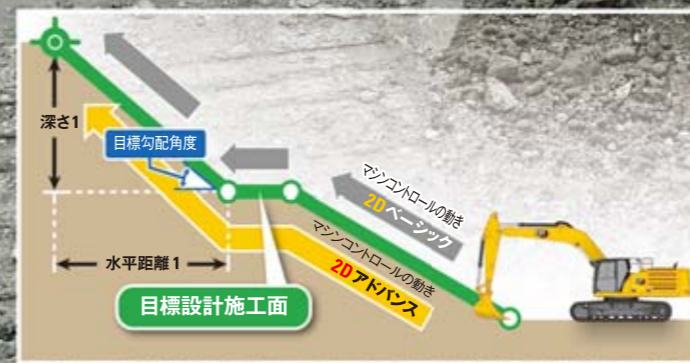 深さ1
目標勾配角度
水平距離1
目標設計施工面
マシンコントロールの動き
2Dベーシック
マシンコントロールの動き
2Dアドバンス